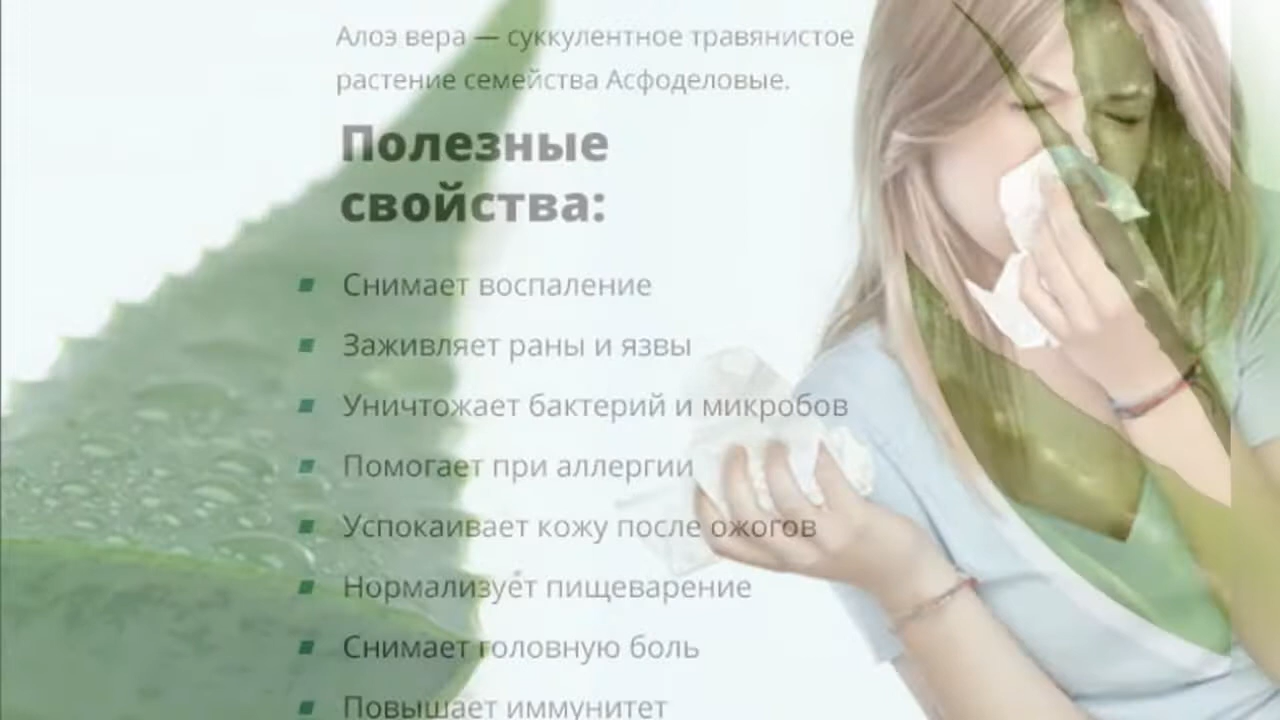 Алоэ вера — суккулентное травянистое
растение семейства Асфоделовые.
Полезные
свойства:
Снимает воспаление
Заживляет раны и язвы
Уничтожает бактерий и микробов
Помогает при аллергии
Успокаивает кожу после ожогов
Нормализует пищеварение
Снимает головную боль
Повышает иммунитет